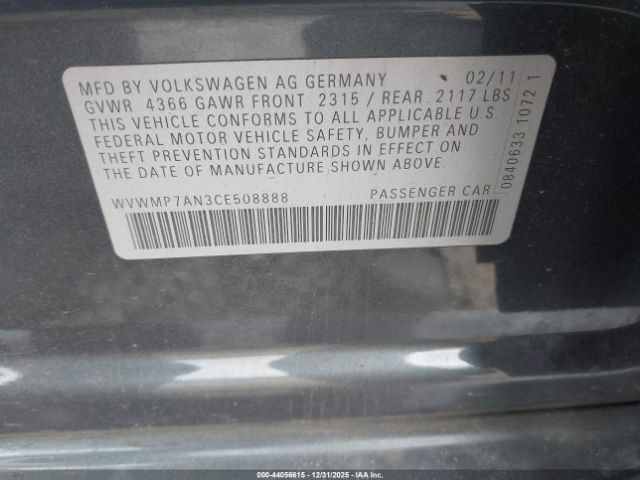 MFD BY VOLKSWAGEN AG GERMANY 02/11
GVWR 4366 GAWR FRONT 2315 / REAR 2117 LBS
THIS VEHICLE CONFORMS TO ALL APPLICABLE U.S.
FEDERAL MOTOR VEHICLE SAFETY, BUMPER AND
THEFT PREVENTION STANDARDS IN EFFECT ON
THE DATE OF MANUFACTURE SHOWN ABOVE.
WVWMP7AN3CE508888 PASSENGER CAR
0840633 1072 1
000-44056615 - 12/31/2025 - IAA Inc.